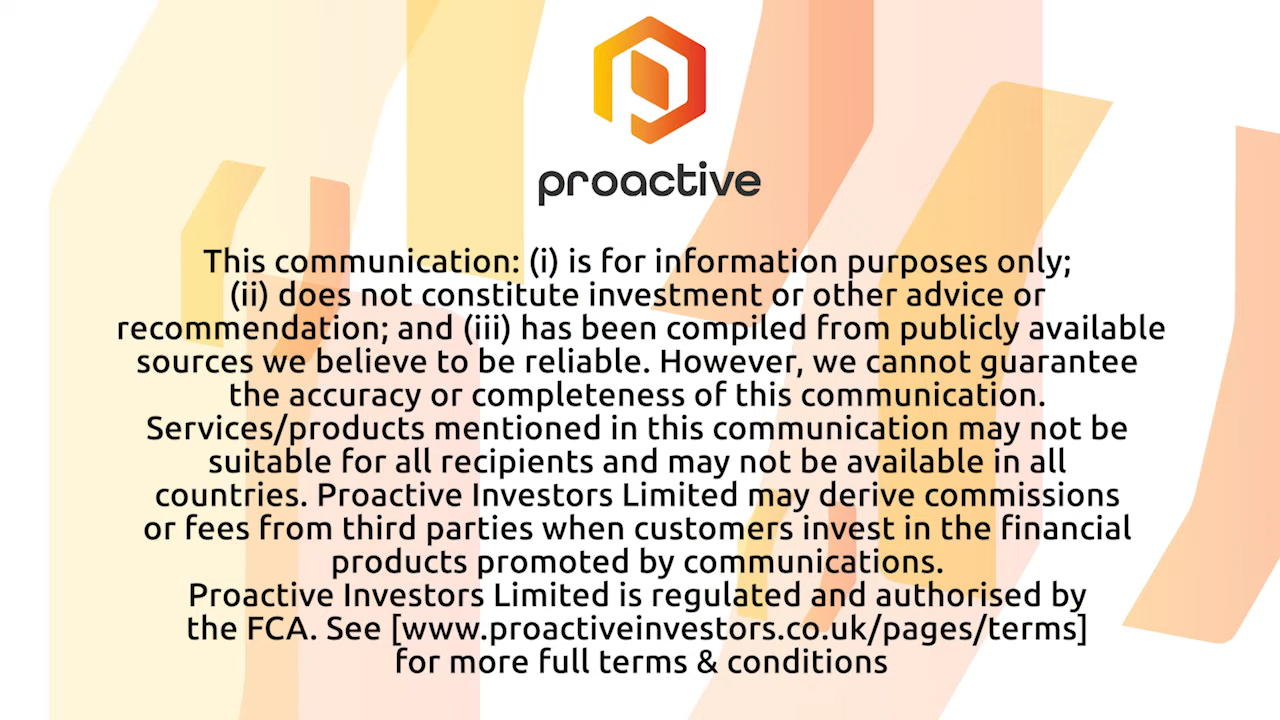 proactive
This communication: (i) is for information purposes only;
(ii) does not constitute investment or other advice or
recommendation; and (iii) has been compiled from publicly available
sources we believe to be reliable. However, we cannot guarantee
the accuracy or completeness of this communication.
Services/products mentioned in this communication may not be
suitable for all recipients and may not be available in all
countries. Proactive Investors Limited may derive commissions
or fees from third parties when customers invest in the financial
products promoted by communications.
Proactive Investors Limited is regulated and authorised by
the FCA. See [www.proactiveinvestors.co.uk/pages/terms]
for more full terms & conditions